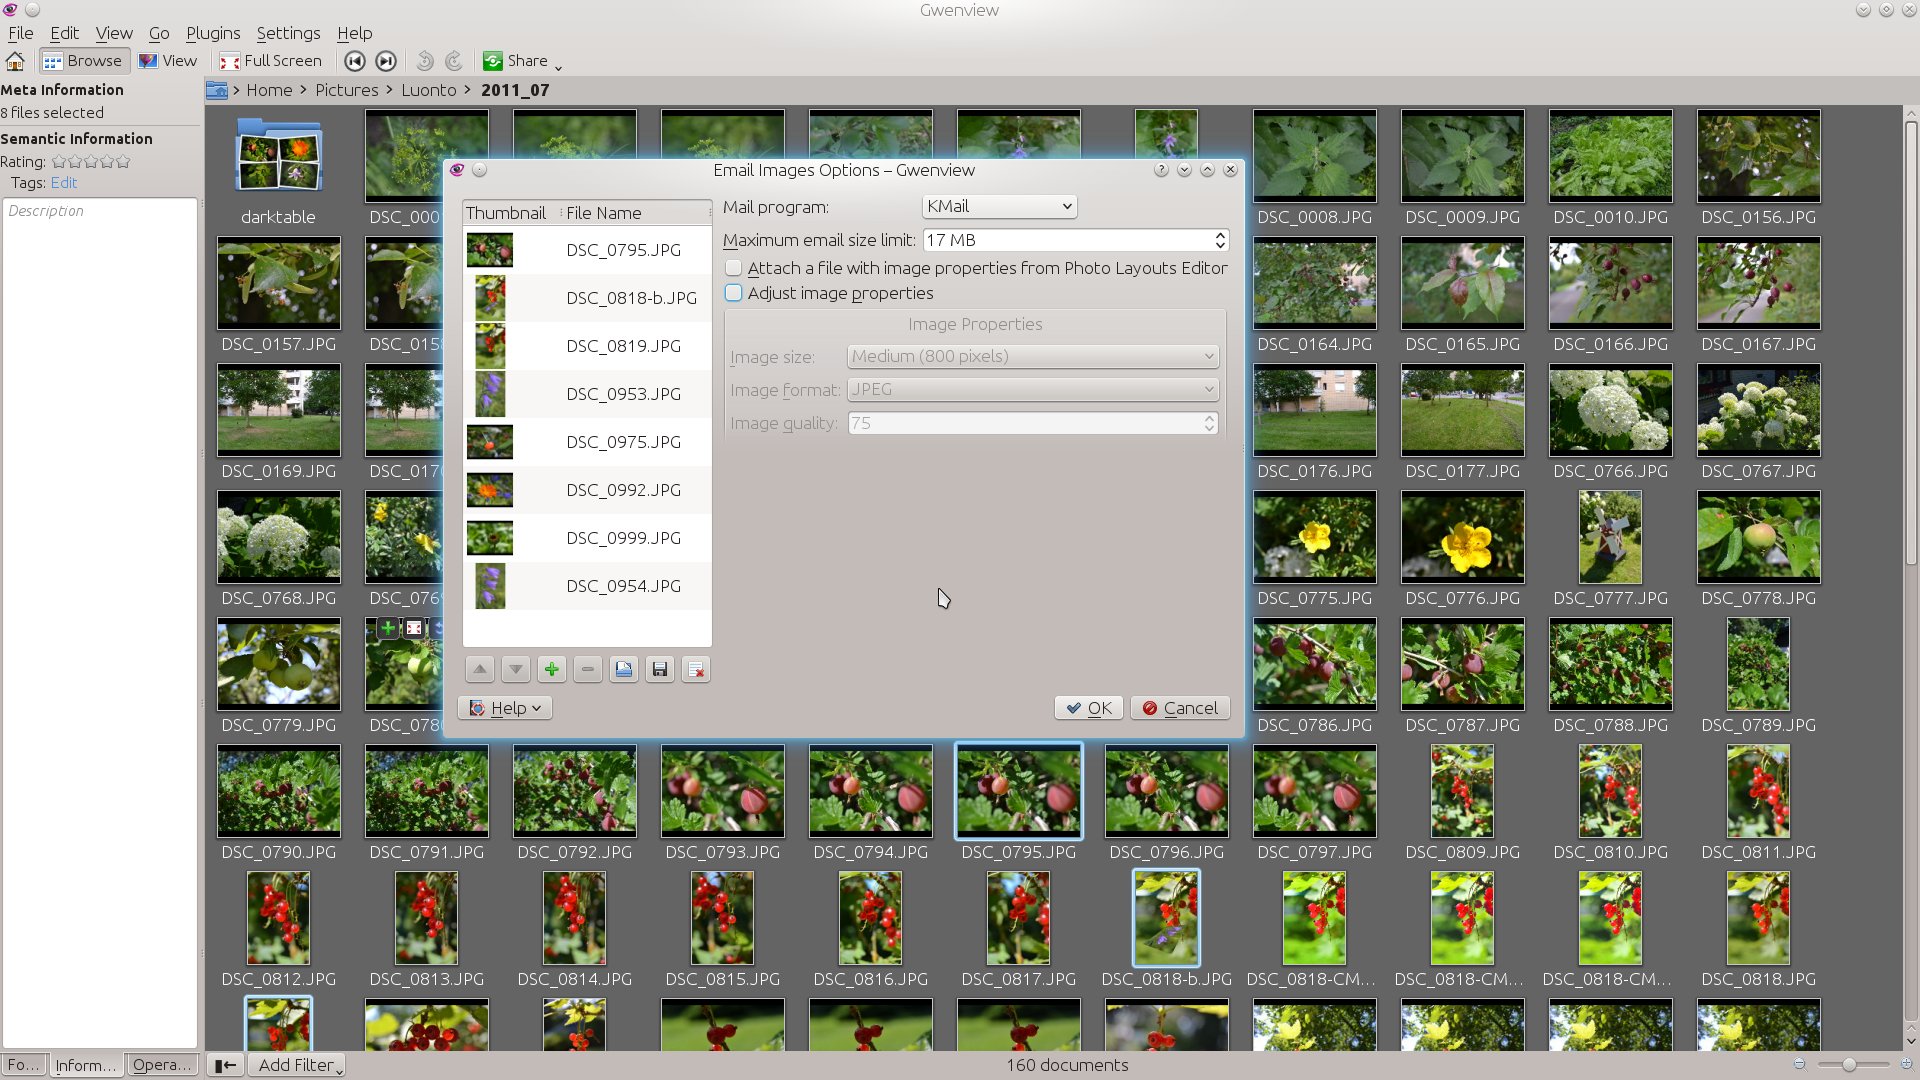 Gwenview
File Edit View Go Plugins Settings Help
Browse View Full Screen Share
Meta Information
8 files selected
Semantic Information
Rating:
Tags: Edit
Description
Home > Pictures > Luonto > 2011_07
darktable DSC_000 DSC_0008.JPG DSC_0009.JPG DSC_0010.JPG DSC_0156.JPG
DSC_0157.JPG DSC_0158 DSC_0164.JPG DSC_0165.JPG DSC_0166.JPG DSC_0167.JPG
DSC_0169.JPG DSC_0170 DSC_0176.JPG DSC_0177.JPG DSC_0766.JPG DSC_0767.JPG
DSC_0768.JPG DSC_0769 DSC_0775.JPG DSC_0776.JPG DSC_0777.JPG DSC_0778.JPG
DSC_0779.JPG DSC_0780 DSC_0786.JPG DSC_0787.JPG DSC_0788.JPG DSC_0789.JPG
Email Images Options – Gwenview
Thumbnail File Name
DSC_0795.JPG
DSC_0818-b.JPG
DSC_0819.JPG
DSC_0953.JPG
DSC_0975.JPG
DSC_0992.JPG
DSC_0999.JPG
DSC_0954.JPG
Mail program: KMail
Maximum email size limit: 17 MB
Attach a file with image properties from Photo Layouts Editor
Adjust image properties
Image Properties
Image size: Medium (800 pixels)
Image format: JPEG
Image quality: 75
Help OK Cancel
DSC_0790.JPG DSC_0791.JPG DSC_0792.JPG DSC_0793.JPG DSC_0794.JPG DSC_0795.JPG DSC_0796.JPG DSC_0797.JPG DSC_0809.JPG DSC_0810.JPG DSC_0811.JPG
DSC_0812.JPG DSC_0813.JPG DSC_0814.JPG DSC_0815.JPG DSC_0816.JPG DSC_0817.JPG DSC_0818-b.JPG DSC_0818-CM... DSC_0818-CM... DSC_0818-CM... DSC_0818.JPG
Fo... Inform... Opera... Add Filter 160 documents